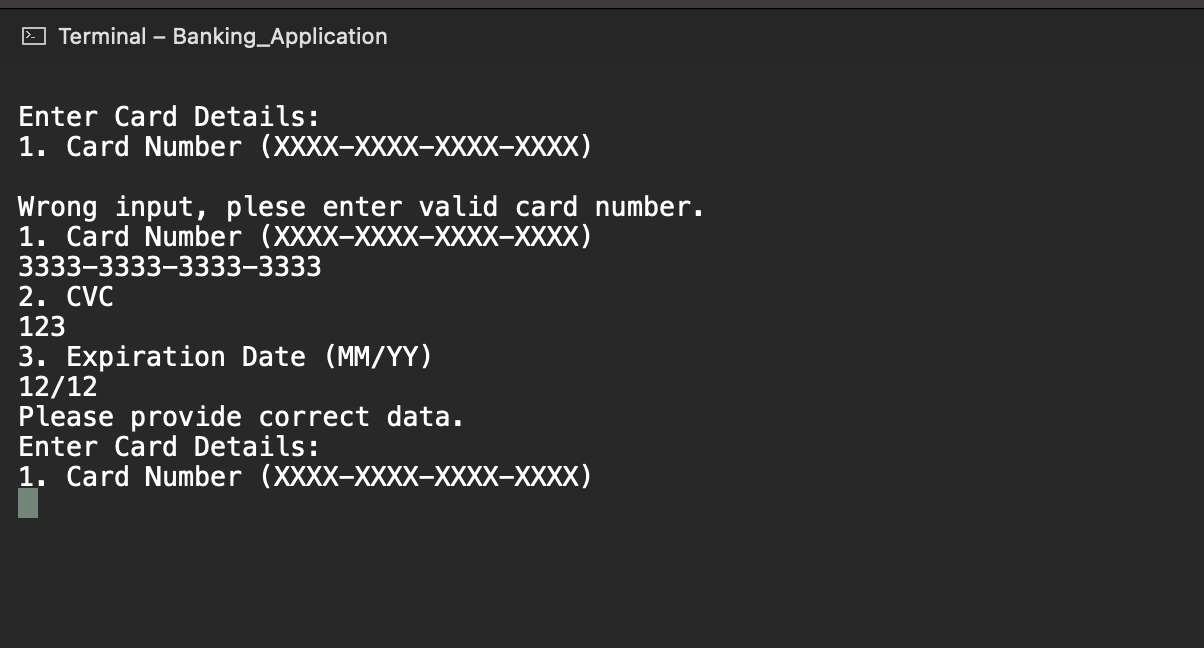 Terminal – Banking_Application
Enter Card Details:
1. Card Number (XXXX-XXXX-XXXX-XXXX)
Wrong input, plese enter valid card number.
1. Card Number (XXXX-XXXX-XXXX-XXXX)
3333-3333-3333-3333
2. CVC
123
3. Expiration Date (MM/YY)
12/12
Please provide correct data.
Enter Card Details:
1. Card Number (XXXX-XXXX-XXXX-XXXX)